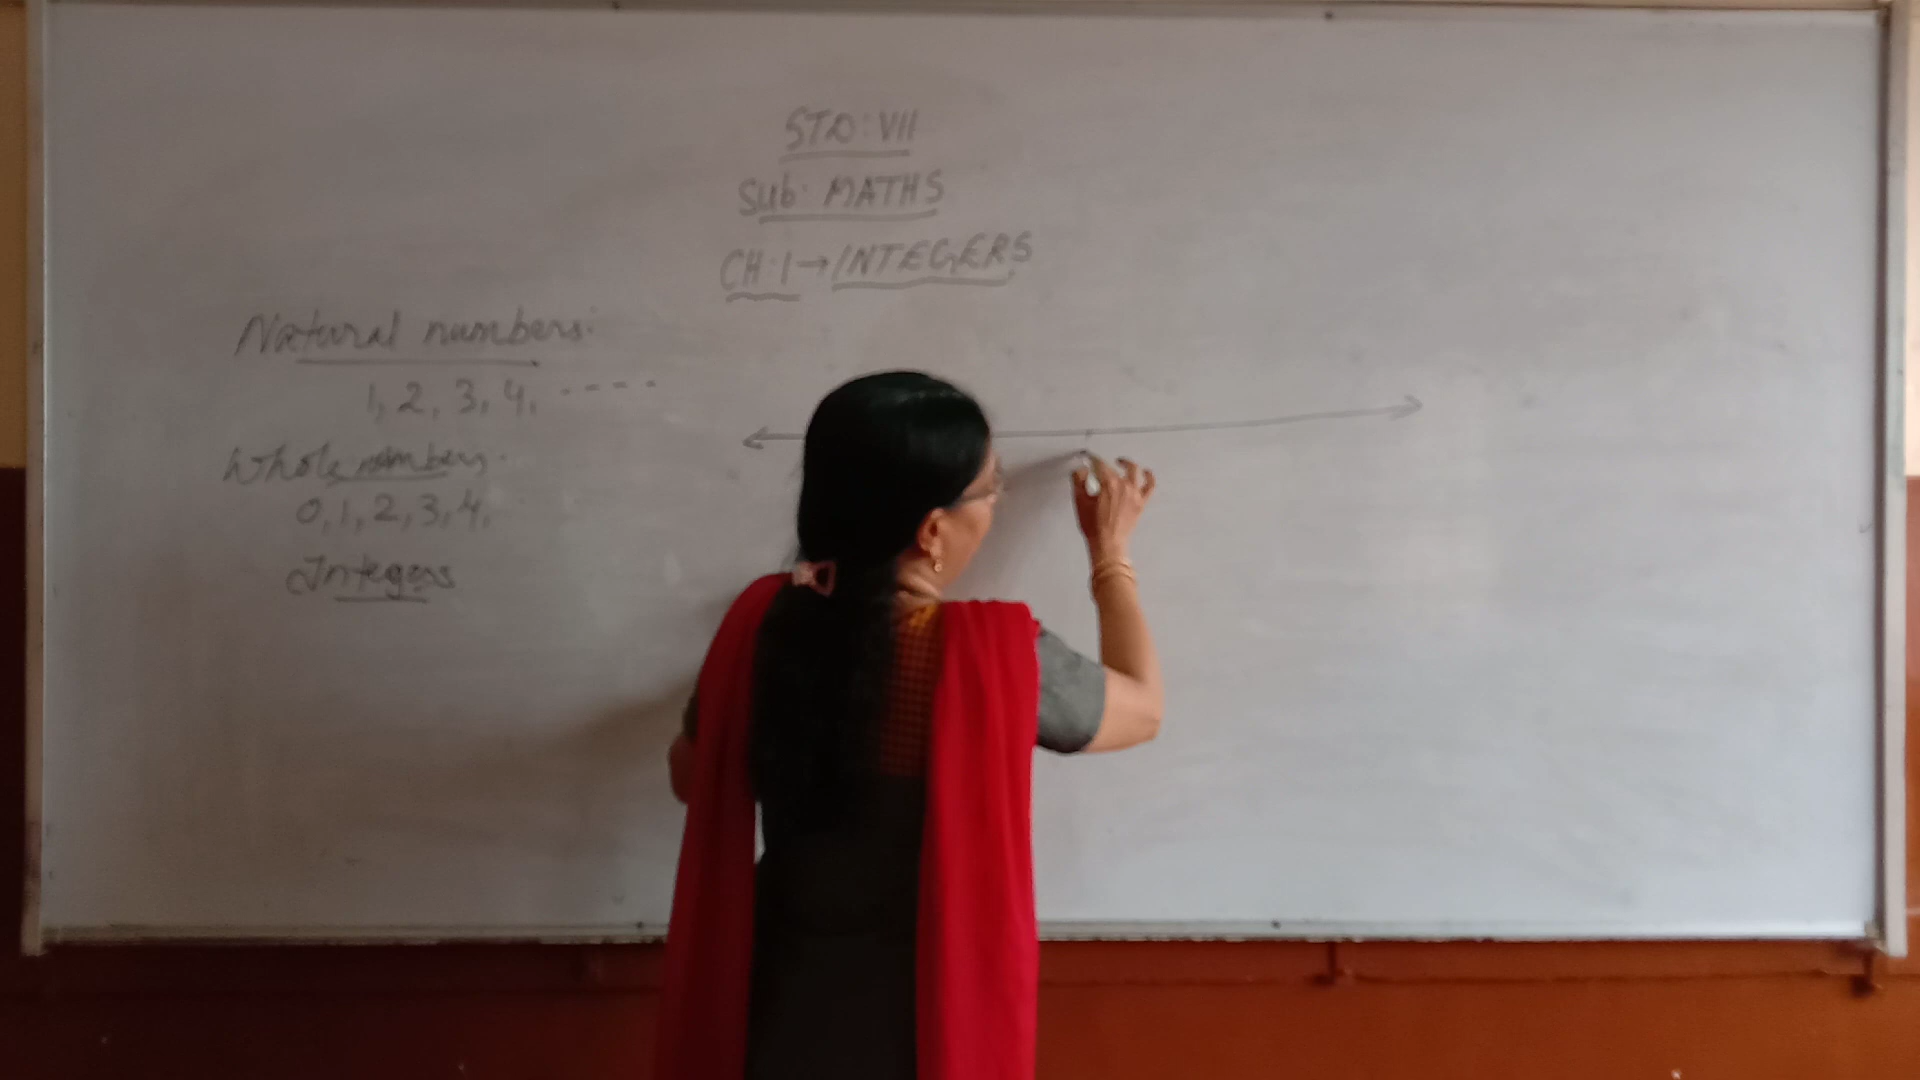 STD: VII
Sub: MATHS
CH:1→INTEGERS
Natural numbers:
1, 2, 3, 4, ----
Whole numbers.
0, 1, 2, 3, 4,
Integers